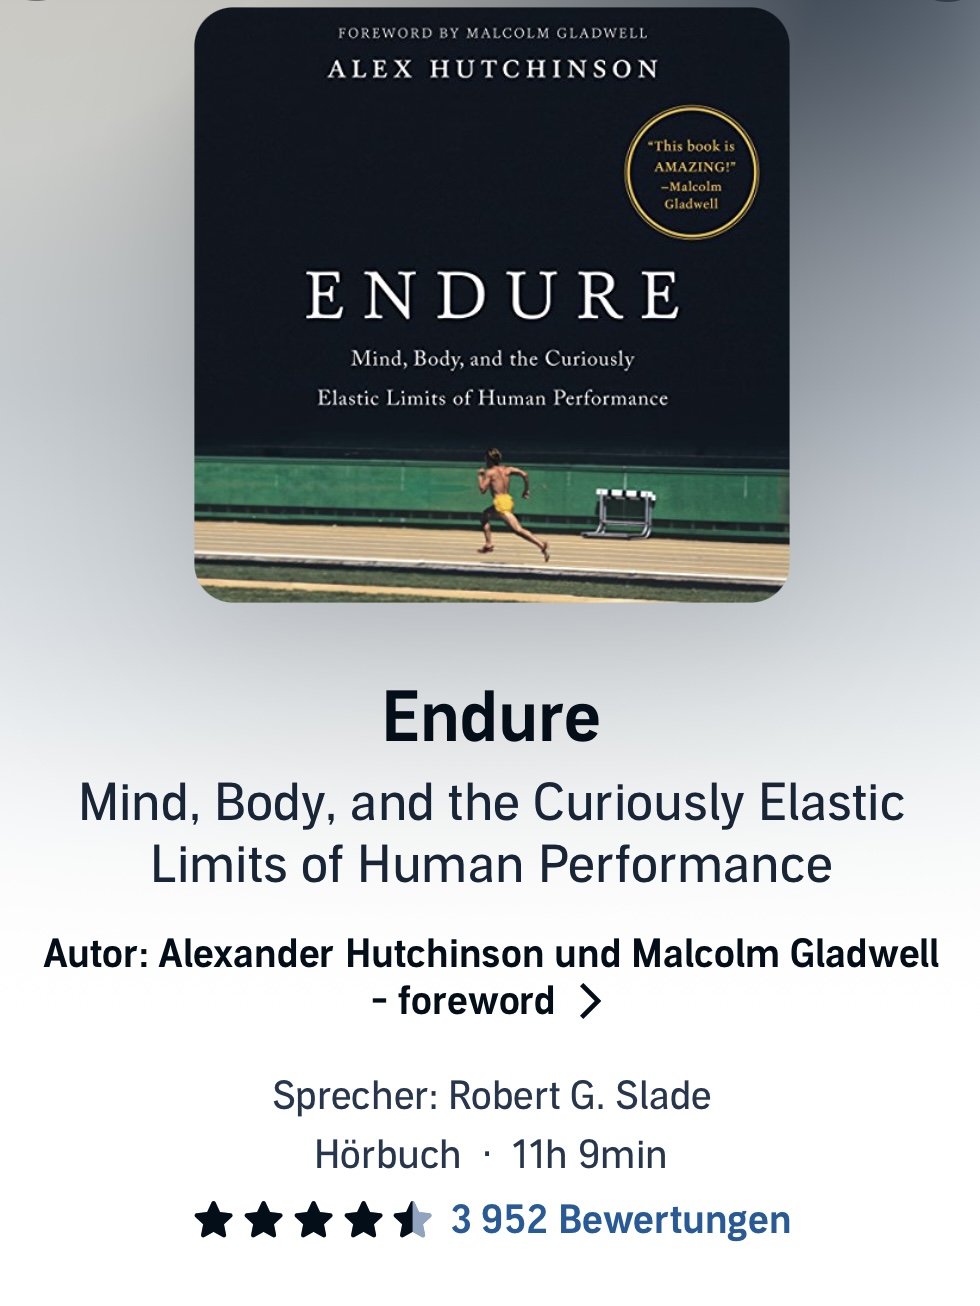 FOREWORD BY MALCOLM GLADWELL
ALEX HUTCHINSON
“This book is
AMAZING!”
–Malcolm
Gladwell
ENDURE
Mind, Body, and the Curiously
Elastic Limits of Human Performance
Endure
Mind, Body, and the Curiously Elastic
Limits of Human Performance
Autor: Alexander Hutchinson und Malcolm Gladwell
- foreword
Sprecher: Robert G. Slade
Hörbuch · 11h 9min
3 952 Bewertungen